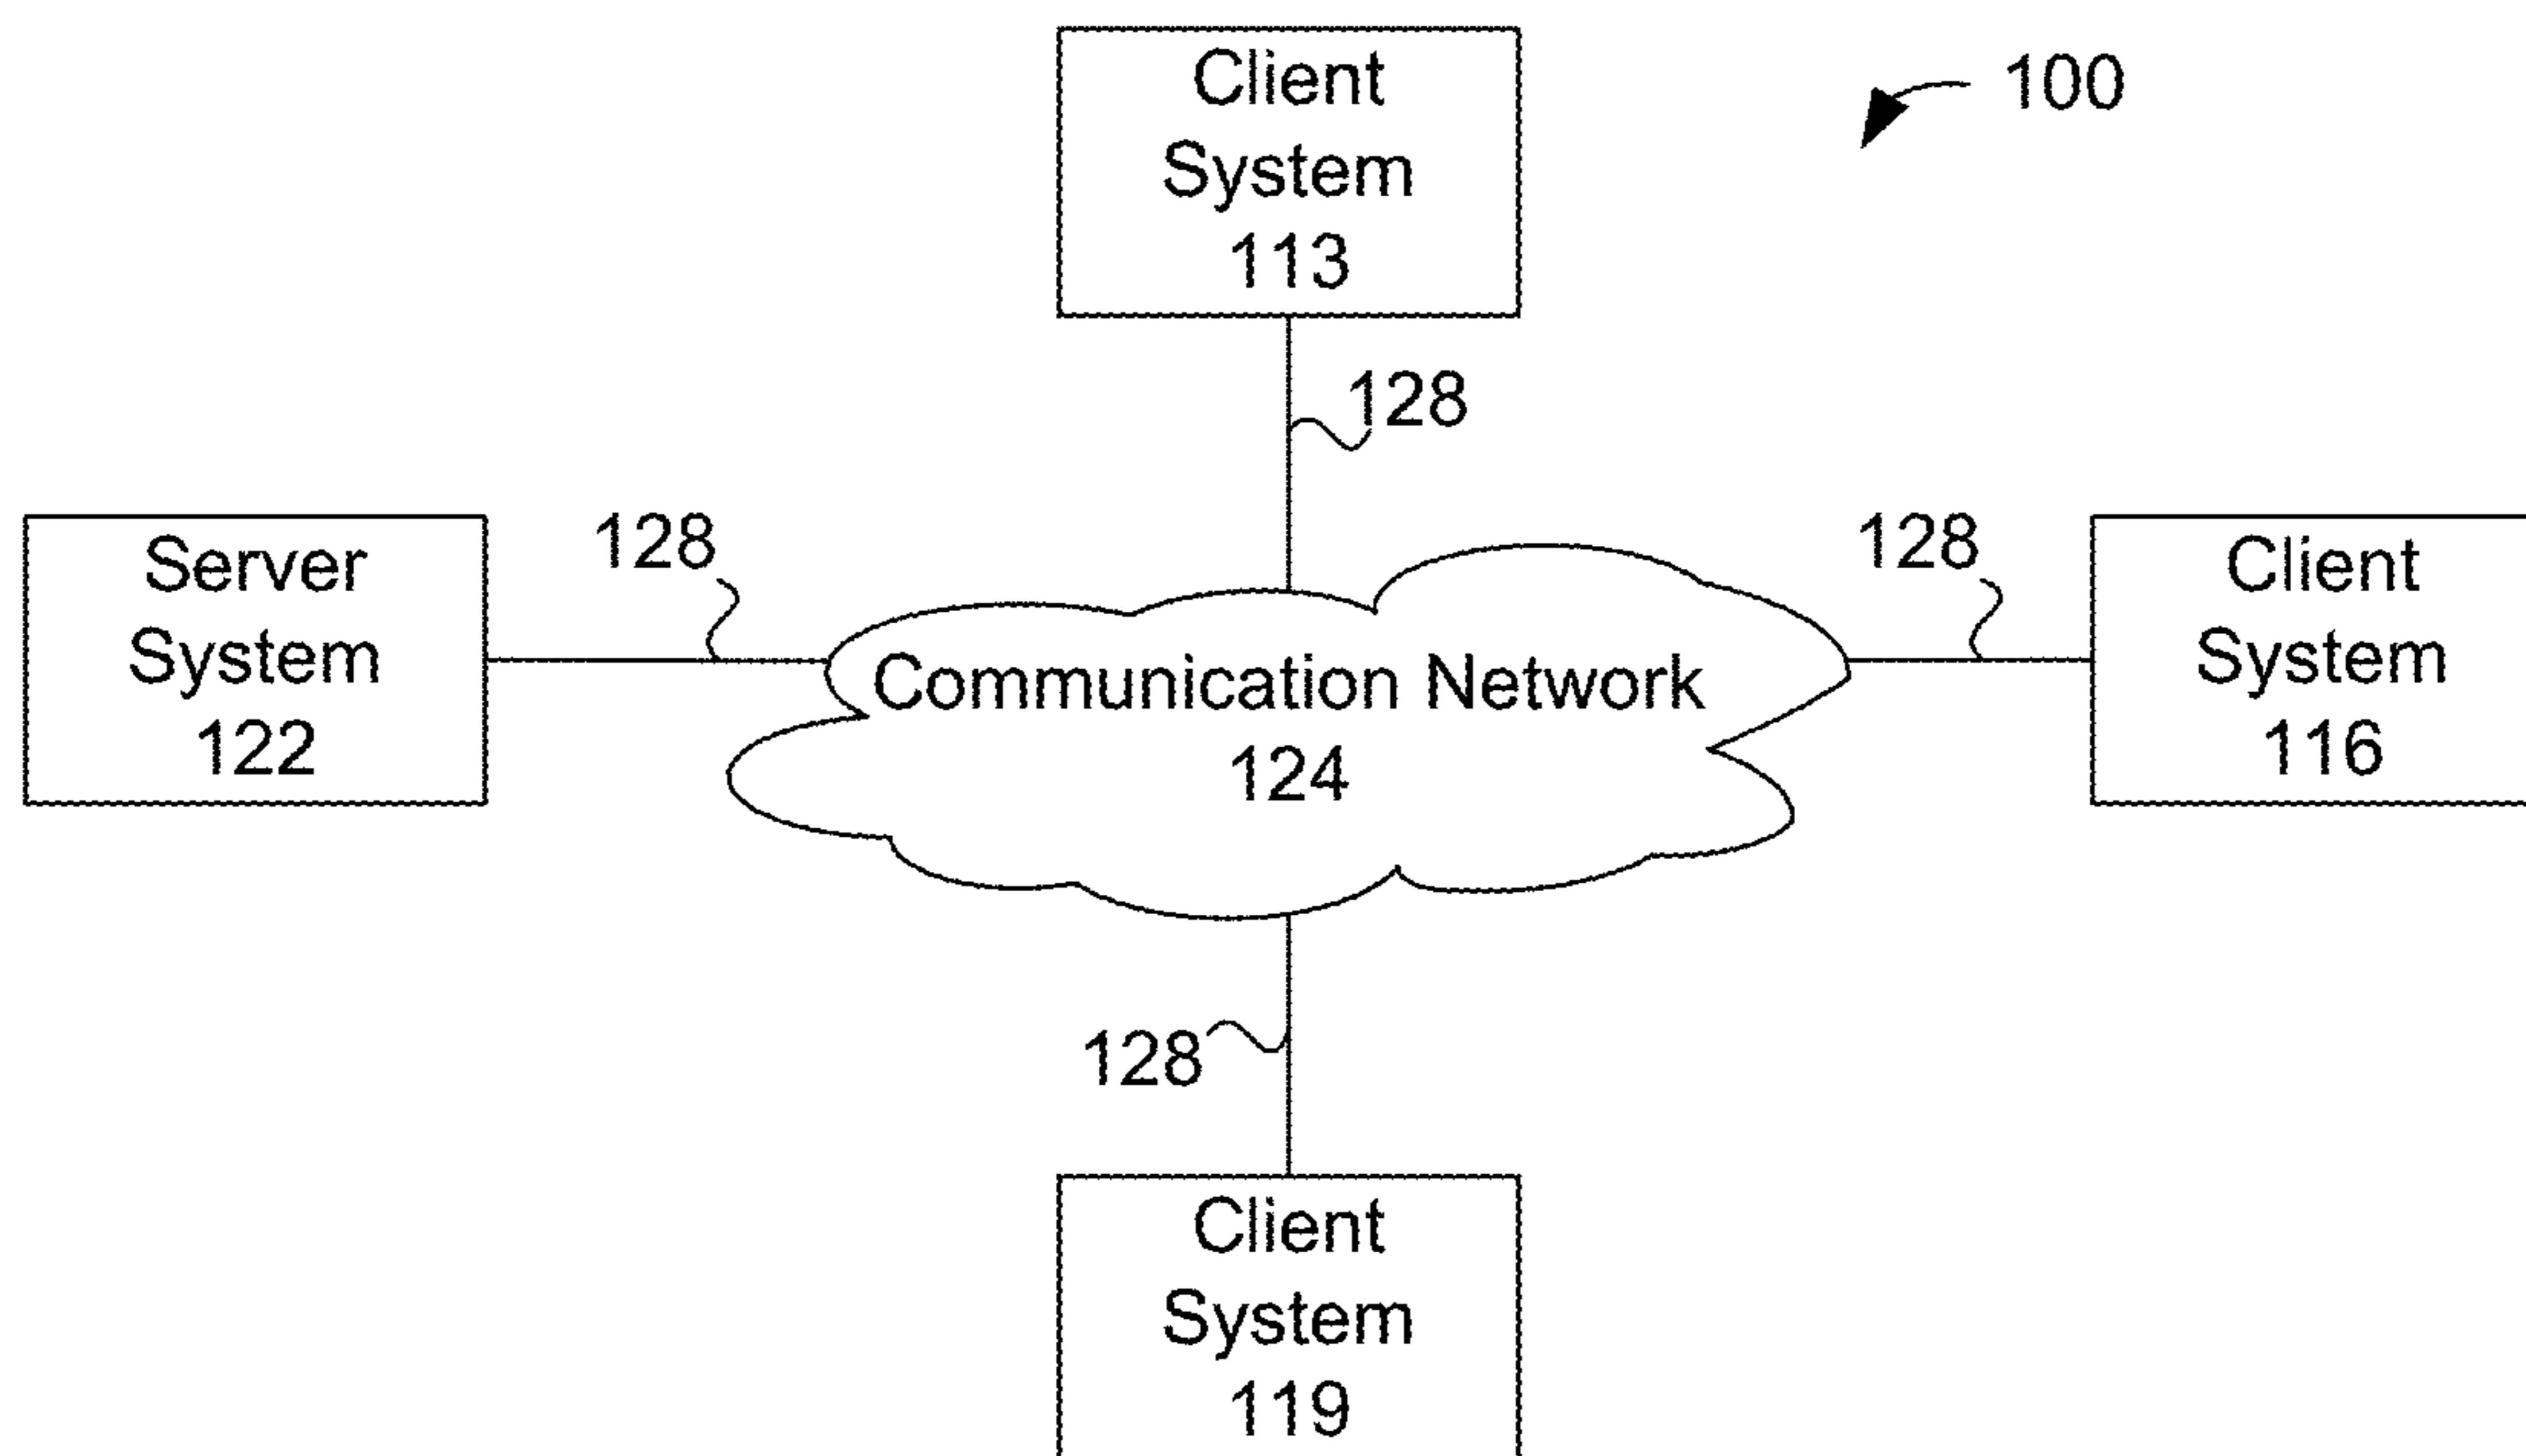 Client
System
113
100
128
Server
System
122
128
128
Client
System
116
Communication Network
124
128
Client
System
119